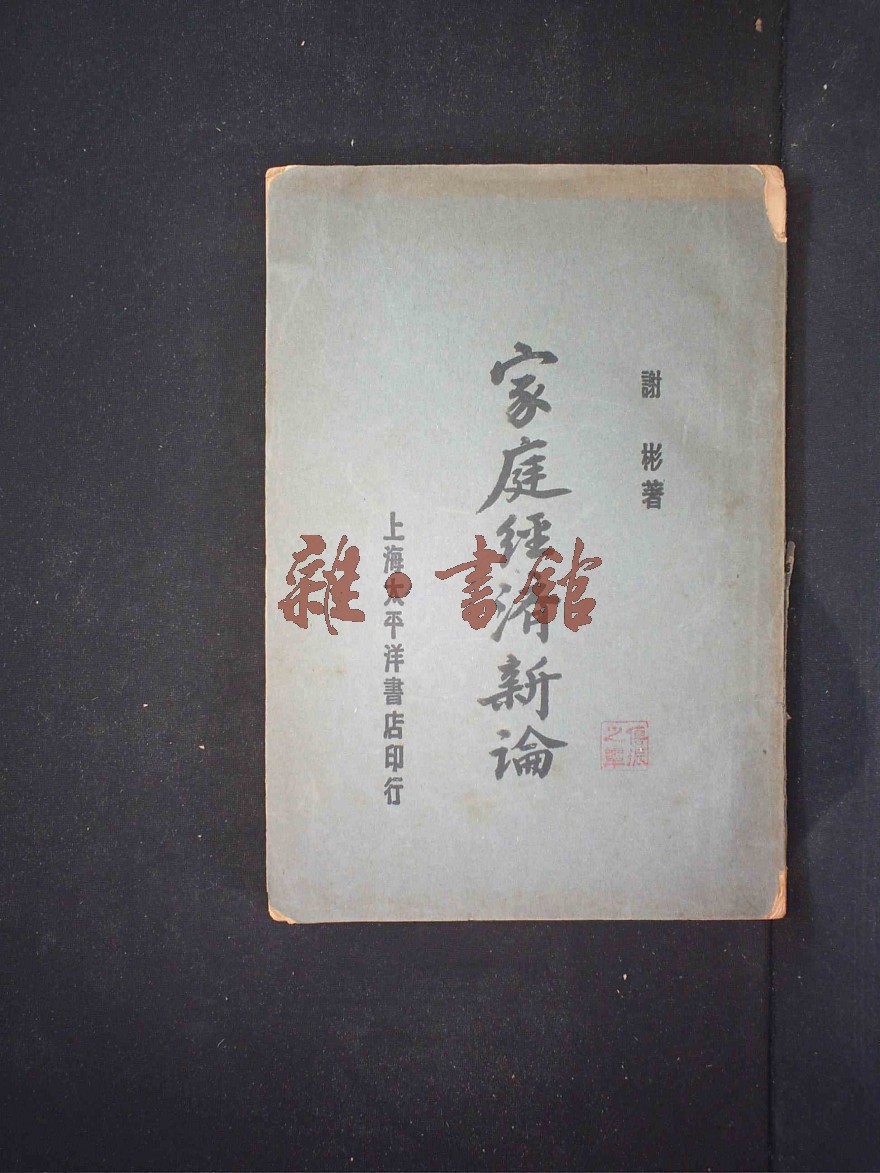 謝彬著
家庭經濟新論
上海太平洋書店印行
雜·書館